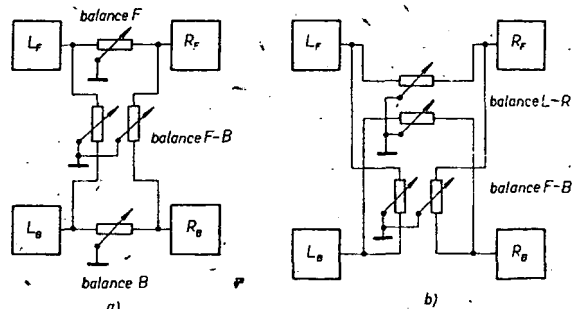 balance F
L_F
R_F
balance F-B
L_B
R_B
balance B
a)
L_F
R_F
balance L-R
balance F-B
L_B
R_B
b)